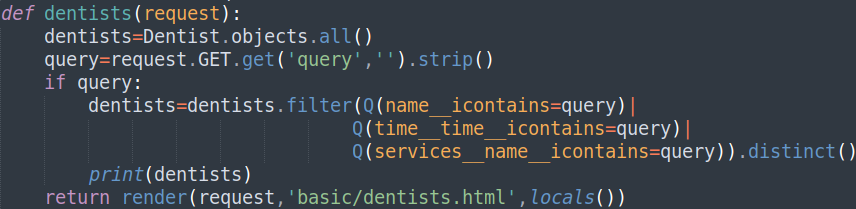 def dentists(request):
    dentists=Dentist.objects.all()
    query=request.GET.get('query','').strip()
    if query:
        dentists=dentists.filter(Q(name__icontains=query)|
                                Q(time__time__icontains=query)|
                                Q(services__name__icontains=query)).distinct()
        print(dentists)
    return render(request,'basic/dentists.html',locals())